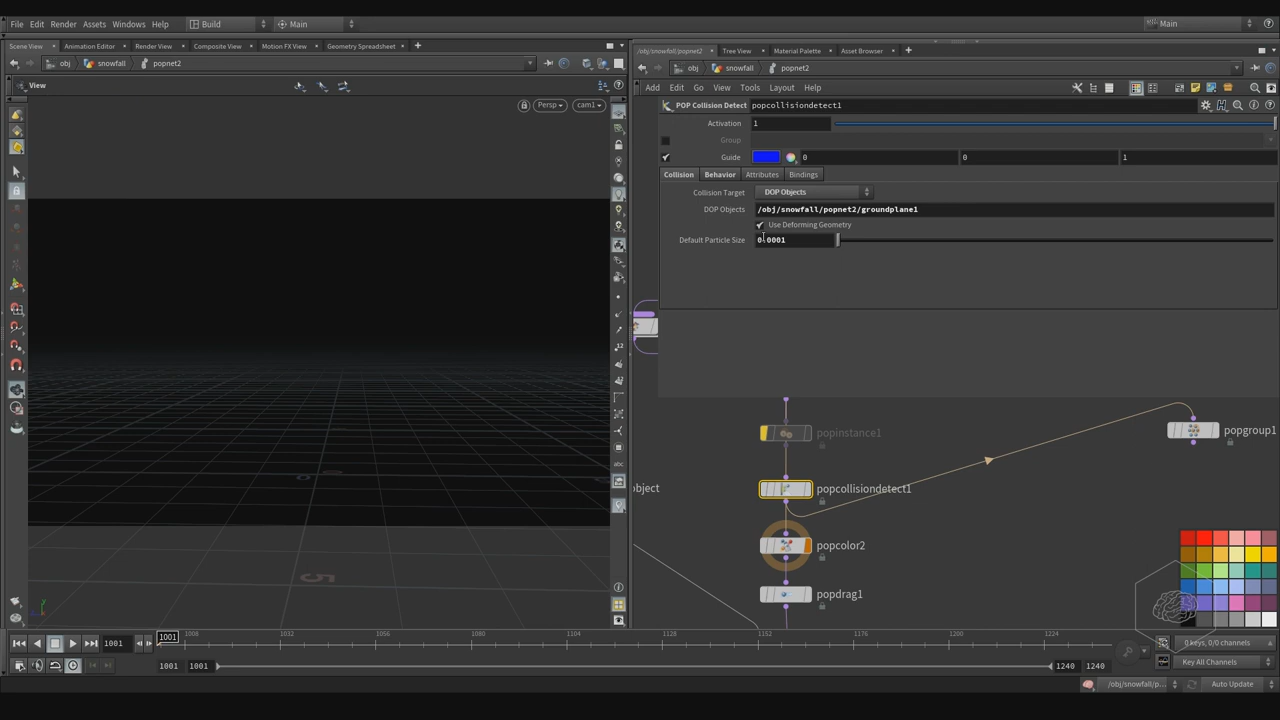 File Edit Render Assets Windows Help Build Main Main
Scene View Animation Editor Render View Composite View Motion FX View Geometry Spreadsheet
obj snowfall popnet2
View
Persp cam1
/obj/snowfall/popnet2 Tree View Material Palette Asset Browser
obj snowfall popnet2
Add Edit Go View Tools Layout Help
POP Collision Detect popcollisiondetect1
Activation 1
Group
Guide 0 0 1
Collision Behavior Attributes Bindings
Collision Target DOP Objects
DOP Objects /obj/snowfall/popnet2/groundplane1
Use Deforming Geometry
Default Particle Size 0.0001
popinstance1
popgroup1
object
popcollisiondetect1
popcolor2
popdrag1
5
1001 1001 1008 1032 1056 1080 1104 1128 1152 1176 1200 1224
0 keys, 0/0 channels
1001 1001 1240 1240 Key All Channels
/obj/snowfall/p... Auto Update